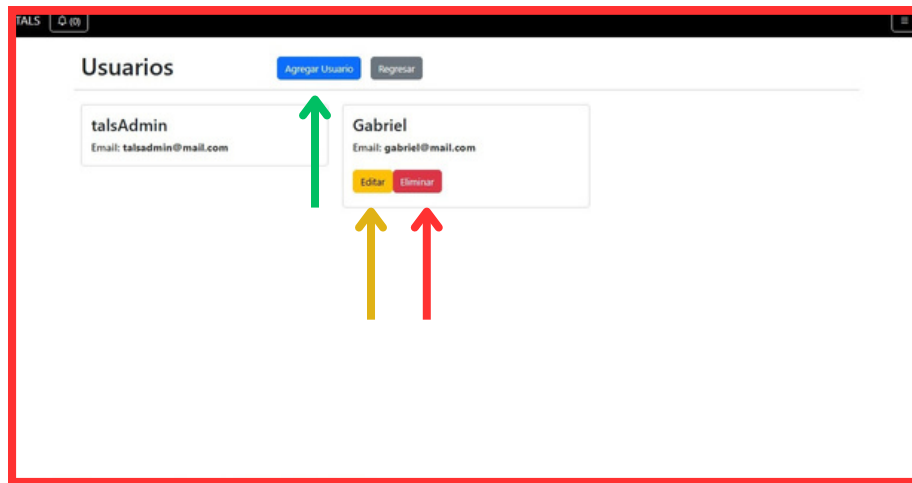 TALS (0)
Usuarios Agregar Usuario Regresar
talsAdmin
Email: talsadmin@mail.com
Gabriel
Email: gabriel@mail.com
Editar Eliminar